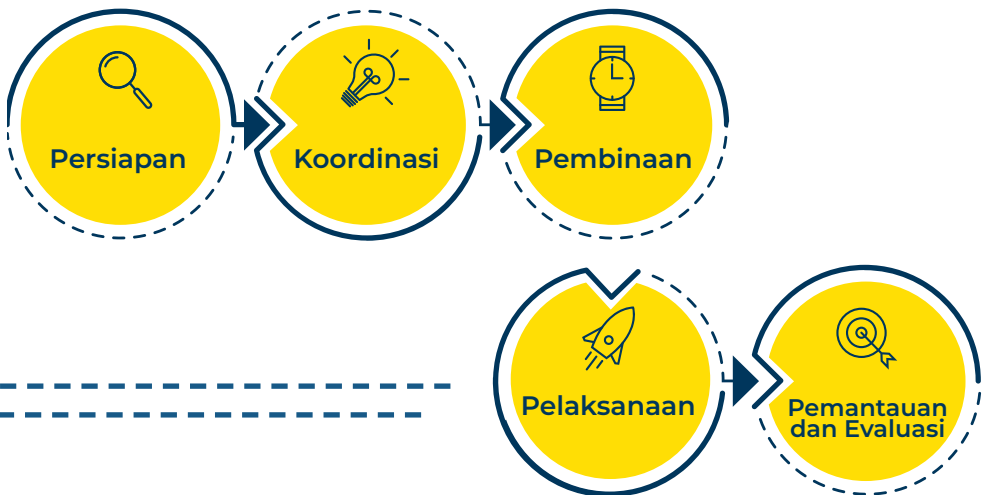 Persiapan
Koordinasi
Pembinaan
Pelaksanaan
Pemantauan
dan Evaluasi